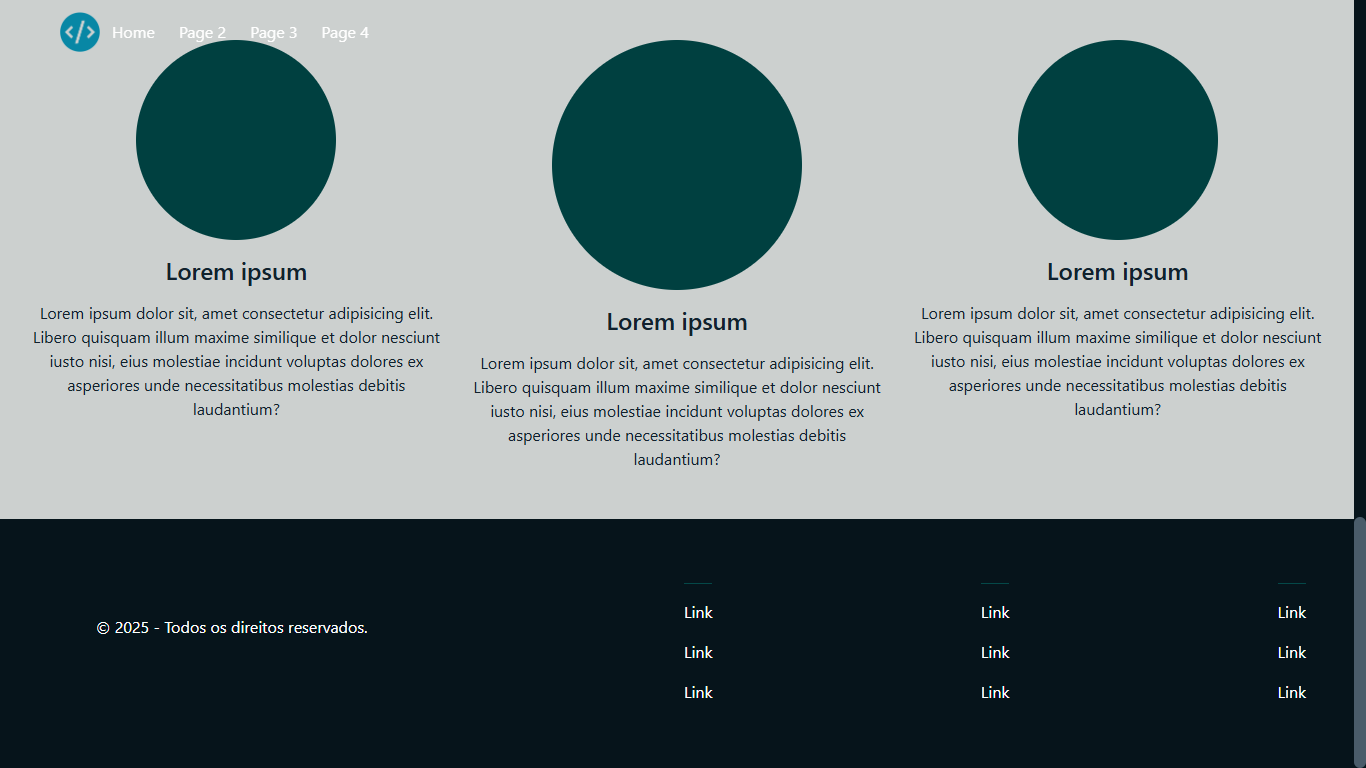 </>
Home Page 2 Page 3 Page 4
Lorem ipsum
Lorem ipsum dolor sit, amet consectetur adipisicing elit.
Libero quisquam illum maxime similique et dolor nesciunt
iusto nisi, eius molestiae incidunt voluptas dolores ex
asperiores unde necessitatibus molestias debitis
laudantium?
Lorem ipsum
Lorem ipsum dolor sit, amet consectetur adipisicing elit.
Libero quisquam illum maxime similique et dolor nesciunt
iusto nisi, eius molestiae incidunt voluptas dolores ex
asperiores unde necessitatibus molestias debitis
laudantium?
Lorem ipsum
Lorem ipsum dolor sit, amet consectetur adipisicing elit.
Libero quisquam illum maxime similique et dolor nesciunt
iusto nisi, eius molestiae incidunt voluptas dolores ex
asperiores unde necessitatibus molestias debitis
laudantium?
© 2025 - Todos os direitos reservados.
Link
Link
Link
Link
Link
Link
Link
Link
Link